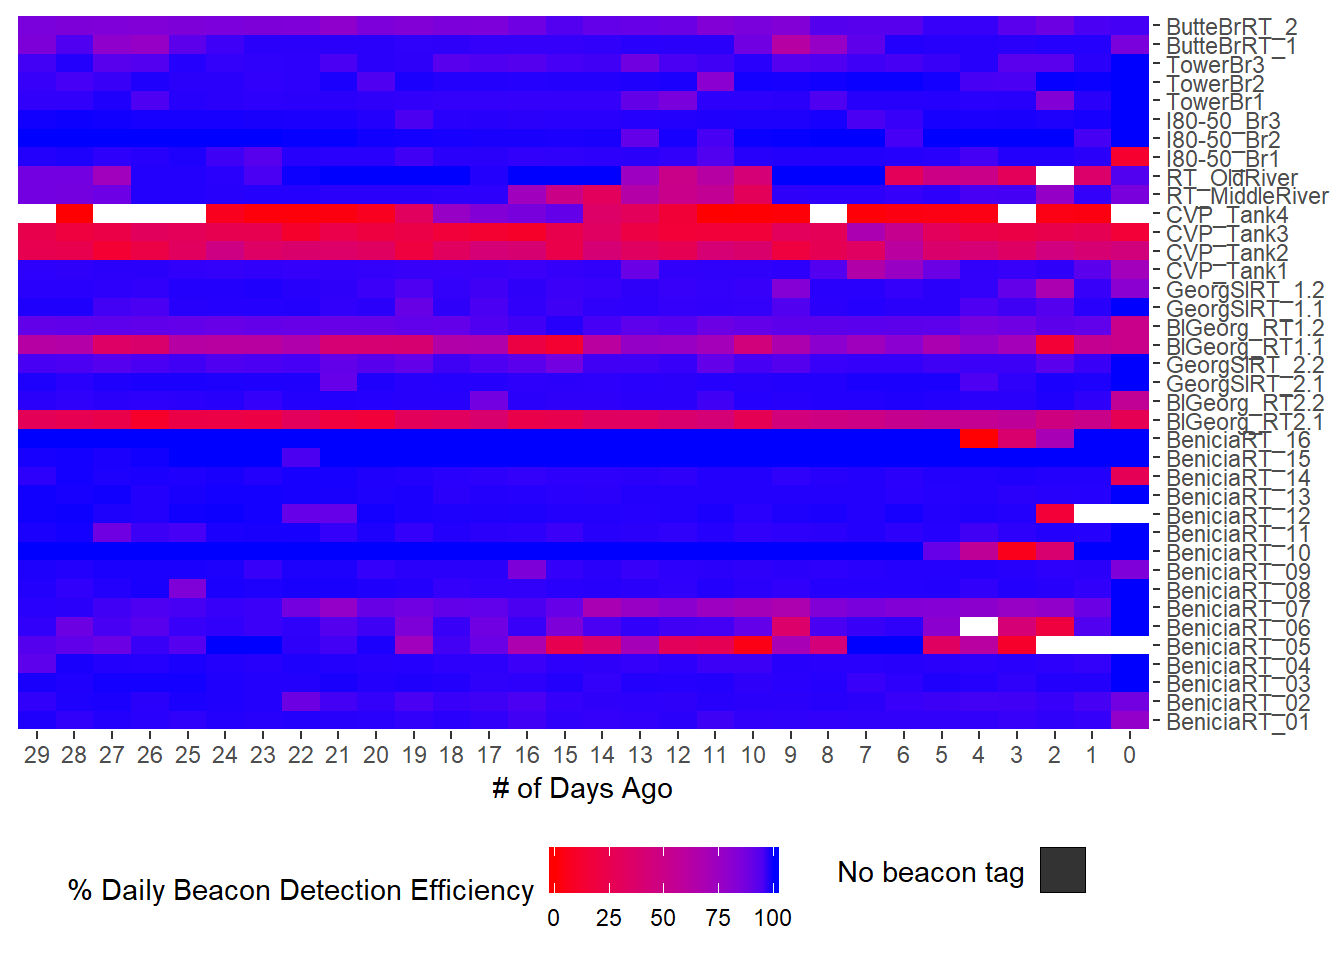 ButteBrRT_2
ButteBrRT_1
TowerBr3
TowerBr2
TowerBr1
I80-50_Br3
I80-50_Br2
I80-50_Br1
RT_OldRiver
RT_MiddleRiver
CVP_Tank4
CVP_Tank3
CVP_Tank2
CVP_Tank1
GeorgSlRT_1.2
GeorgSlRT_1.1
BlGeorg_RT1.2
BlGeorg_RT1.1
GeorgSlRT_2.2
GeorgSlRT_2.1
BlGeorg_RT2.2
BlGeorg_RT2.1
BeniciaRT_16
BeniciaRT_15
BeniciaRT_14
BeniciaRT_13
BeniciaRT_12
BeniciaRT_11
BeniciaRT_10
BeniciaRT_09
BeniciaRT_08
BeniciaRT_07
BeniciaRT_06
BeniciaRT_05
BeniciaRT_04
BeniciaRT_03
BeniciaRT_02
BeniciaRT_01
29 28 27 26 25 24 23 22 21 20 19 18 17 16 15 14 13 12 11 10 9 8 7 6 5 4 3 2 1 0
# of Days Ago
% Daily Beacon Detection Efficiency
0 25 50 75 100
No beacon tag